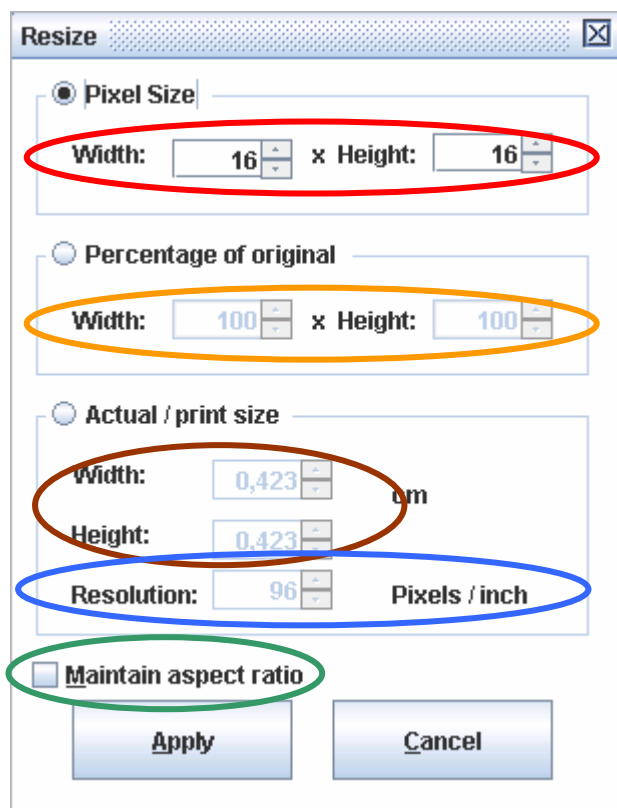 Resize
Pixel Size
Width: 16 x Height: 16
Percentage of original
Width: 100 x Height: 100
Actual / print size
Width: 0,423
cm
Height: 0,423
Resolution: 96 Pixels / inch
Maintain aspect ratio
Apply Cancel